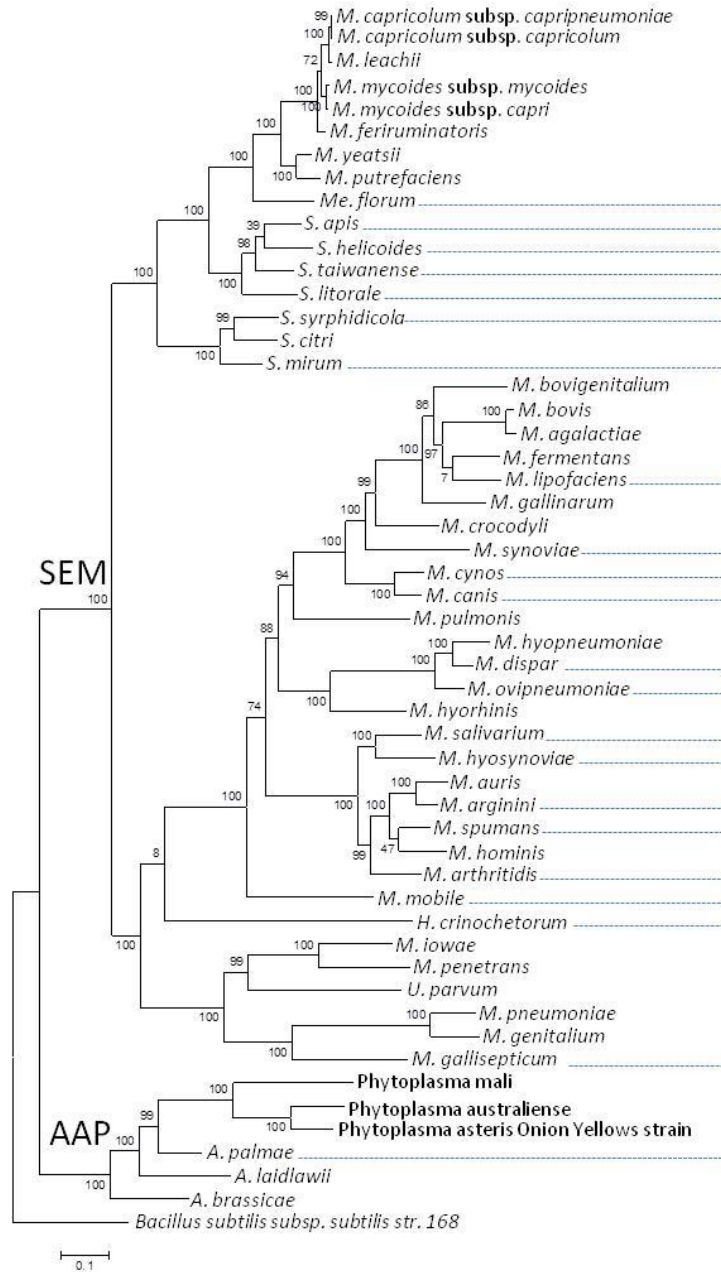 99
M. capricolum subsp. capripneumoniae
100
M. capricolum subsp. capricolum
72
M. leachii
100
M. mycoides subsp. mycoides
100
M. mycoides subsp. capri
100
M. feriruminatoris
100
M. yeatsii
100
M. putrefaciens
Me. florum
100
39
S. apis
98
S. helicoides
S. taiwanense
100
100
S. litorale
99
S. syrphidicola
S. citri
100
S. mirum
86
M. bovigenitalium
100
M. bovis
M. agalactiae
100
97
M. fermentans
7
M. lipofaciens
99
M. gallinarum
100
M. crocodyli
100
M. synoviae
SEM
94
M. cynos
100
M. canis
100
M. pulmonis
88
100
M. hyopneumoniae
100
M. dispar
M. ovipneumoniae
74
100
M. hyorhinis
100
M. salivarium
M. hyosynoviae
100
100
100
M. auris
M. arginini
100
M. spumans
47
M. hominis
8
99
M. arthritidis
M. mobile
H. crinochetorum
100
100
M. iowae
99
M. penetrans
U. parvum
100
100
M. pneumoniae
M. genitalium
100
M. gallisepticum
100
Phytoplasma mali
99
100
Phytoplasma australiense
AAP
Phytoplasma asteris Onion Yellows strain
100
A. palmae
A. laidlawii
100
A. brassicae
Bacillus subtilis subsp. subtilis str. 168
0.1